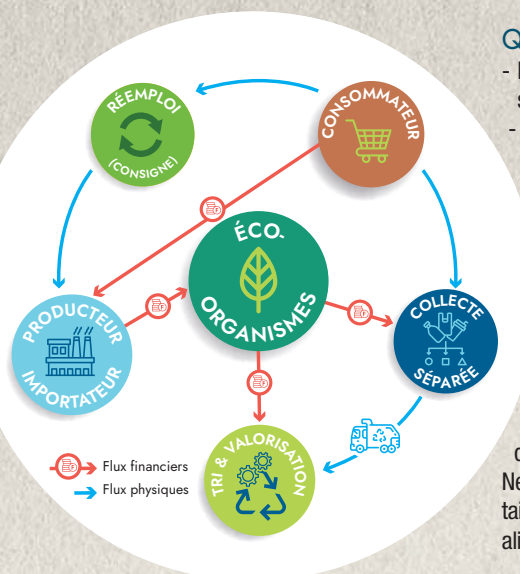 RÉEMPLOI
(CONSIGNE)
CONSOMMATEUR
ÉCO-
ORGANISMES
PRODUCTEUR
IMPORTATEUR
COLLECTE
SÉPARÉE
TRI & VALORISATION
Flux financiers
Flux physiques
Q
-
s
-
Ne
tai
ali